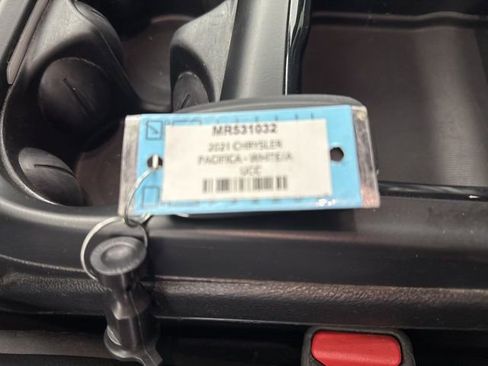 MR531032
2021 CHRYSLER
PACIFICA - WHITE/A
UCC